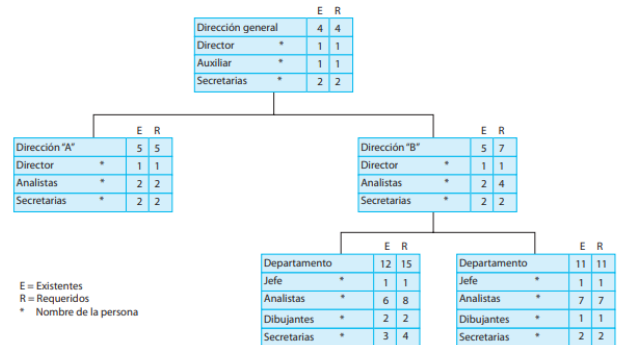 E R
Dirección general 4 4
Director * 1 1
Auxiliar * 1 1
Secretarias * 2 2
E R
Dirección "A" 5 5
Director * 1 1
Analistas * 2 2
Secretarias * 2 2
E R
Dirección "B" 5 7
Director * 1 1
Analistas * 2 4
Secretarias * 2 2
E R
Departamento 12 15
Jefe * 1 1
Analistas * 6 8
Dibujantes * 2 2
Secretarias * 3 4
E R
Departamento 11 11
Jefe * 1 1
Analistas * 7 7
Dibujantes * 1 1
Secretarias * 2 2
E = Existentes
R = Requeridos
* Nombre de la persona